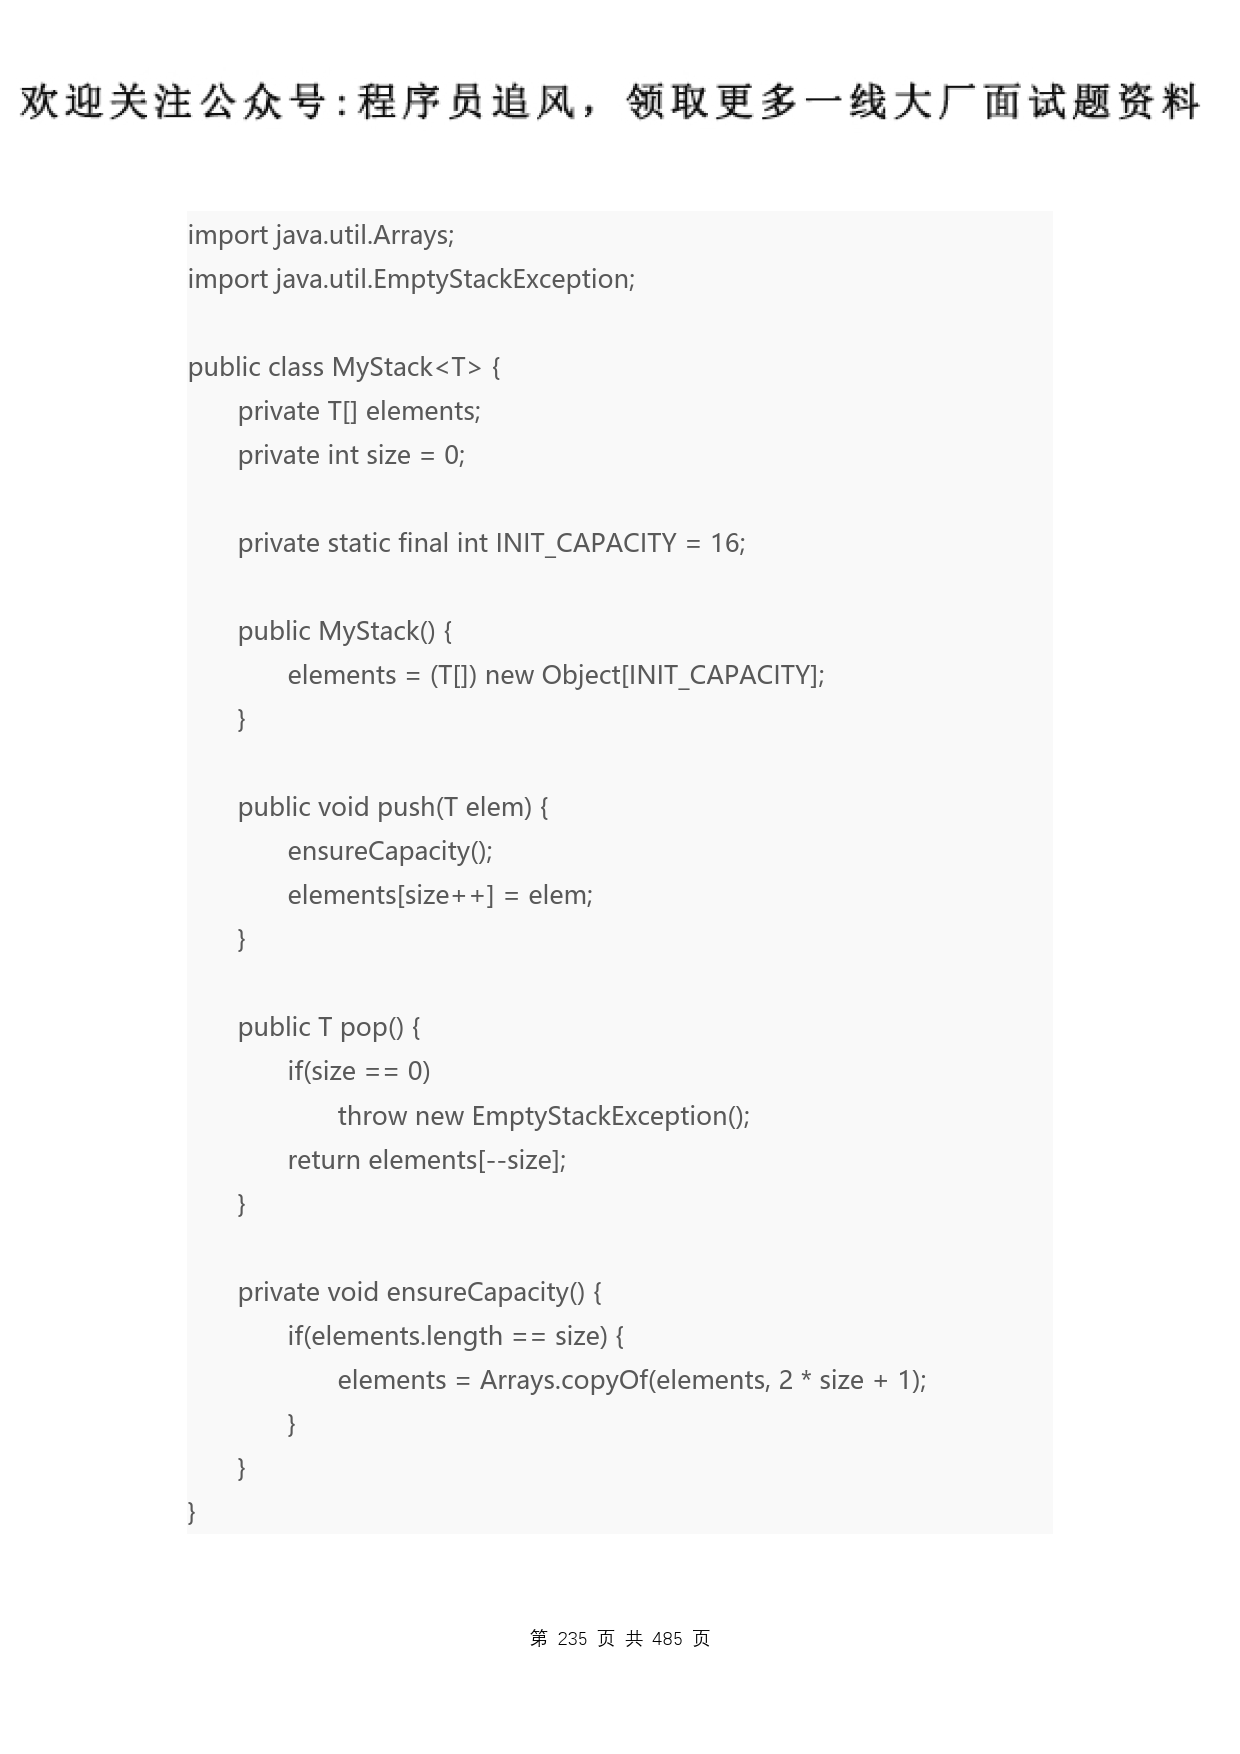 欢迎关注公众号:程序员追风，领取更多一线大厂面试题资料
import java.util.Arrays;
import java.util.EmptyStackException;
public class MyStack<T> {
private T[] elements;
private int size = 0;
private static final int INIT_CAPACITY = 16;
public MyStack() {
elements = (T[]) new Object[INIT_CAPACITY];
}
public void push(T elem) {
ensureCapacity();
elements[size++] = elem;
}
public T pop() {
if(size == 0)
throw new EmptyStackException();
return elements[--size];
}
private void ensureCapacity() {
if(elements.length == size) {
elements = Arrays.copyOf(elements, 2 * size + 1);
}
}
}
第 235 页 共 485 页